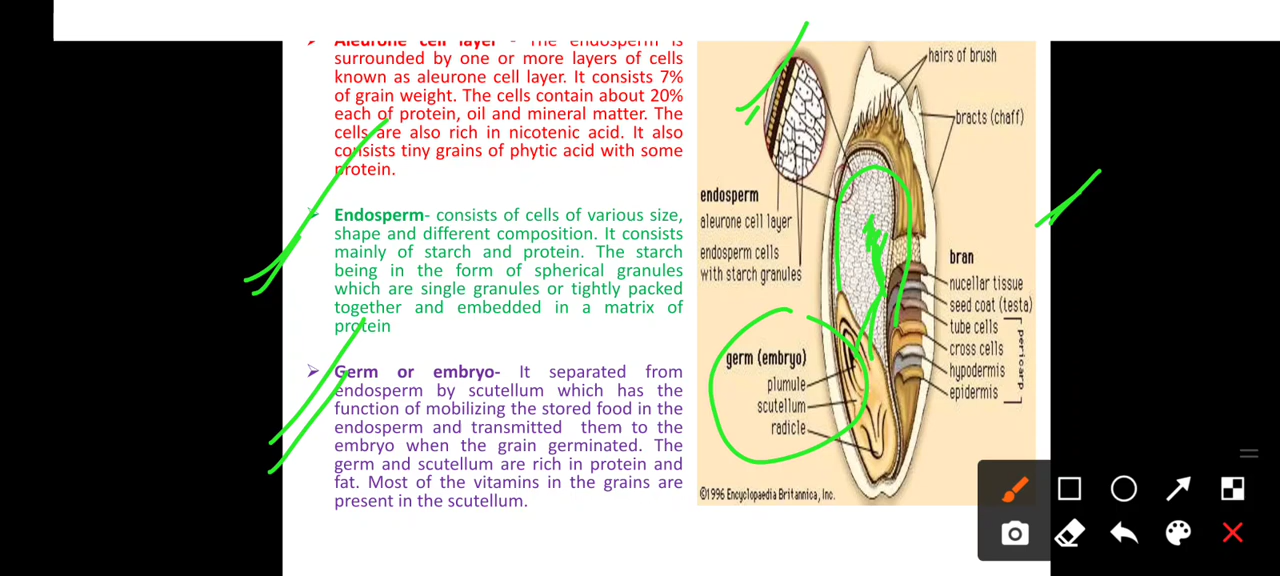 Aleurone cell layer - The endosperm is
surrounded by one or more layers of cells
known as aleurone cell layer. It consists 7%
of grain weight. The cells contain about 20%
each of protein, oil and mineral matter. The
cells are also rich in nicotenic acid. It also
consists tiny grains of phytic acid with some
protein.
Endosperm- consists of cells of various size,
shape and different composition. It consists
mainly of starch and protein. The starch
being in the form of spherical granules
which are single granules or tightly packed
together and embedded in a matrix of
protein
Germ or embryo- It separated from
endosperm by scutellum which has the
function of mobilizing the stored food in the
endosperm and transmitted them to the
embryo when the grain germinated. The
germ and scutellum are rich in protein and
fat. Most of the vitamins in the grains are
present in the scutellum.
hairs of brush
bracts (chaff)
endosperm
aleurone cell layer
endosperm cells
with starch granules
bran
nucellar tissue
seed coat (testa)
tube cells
cross cells
hypodermis
epidermis
pericarp
germ (embryo)
plumule
scutellum
radicle
©1996 Encyclopaedia Britannica, Inc.